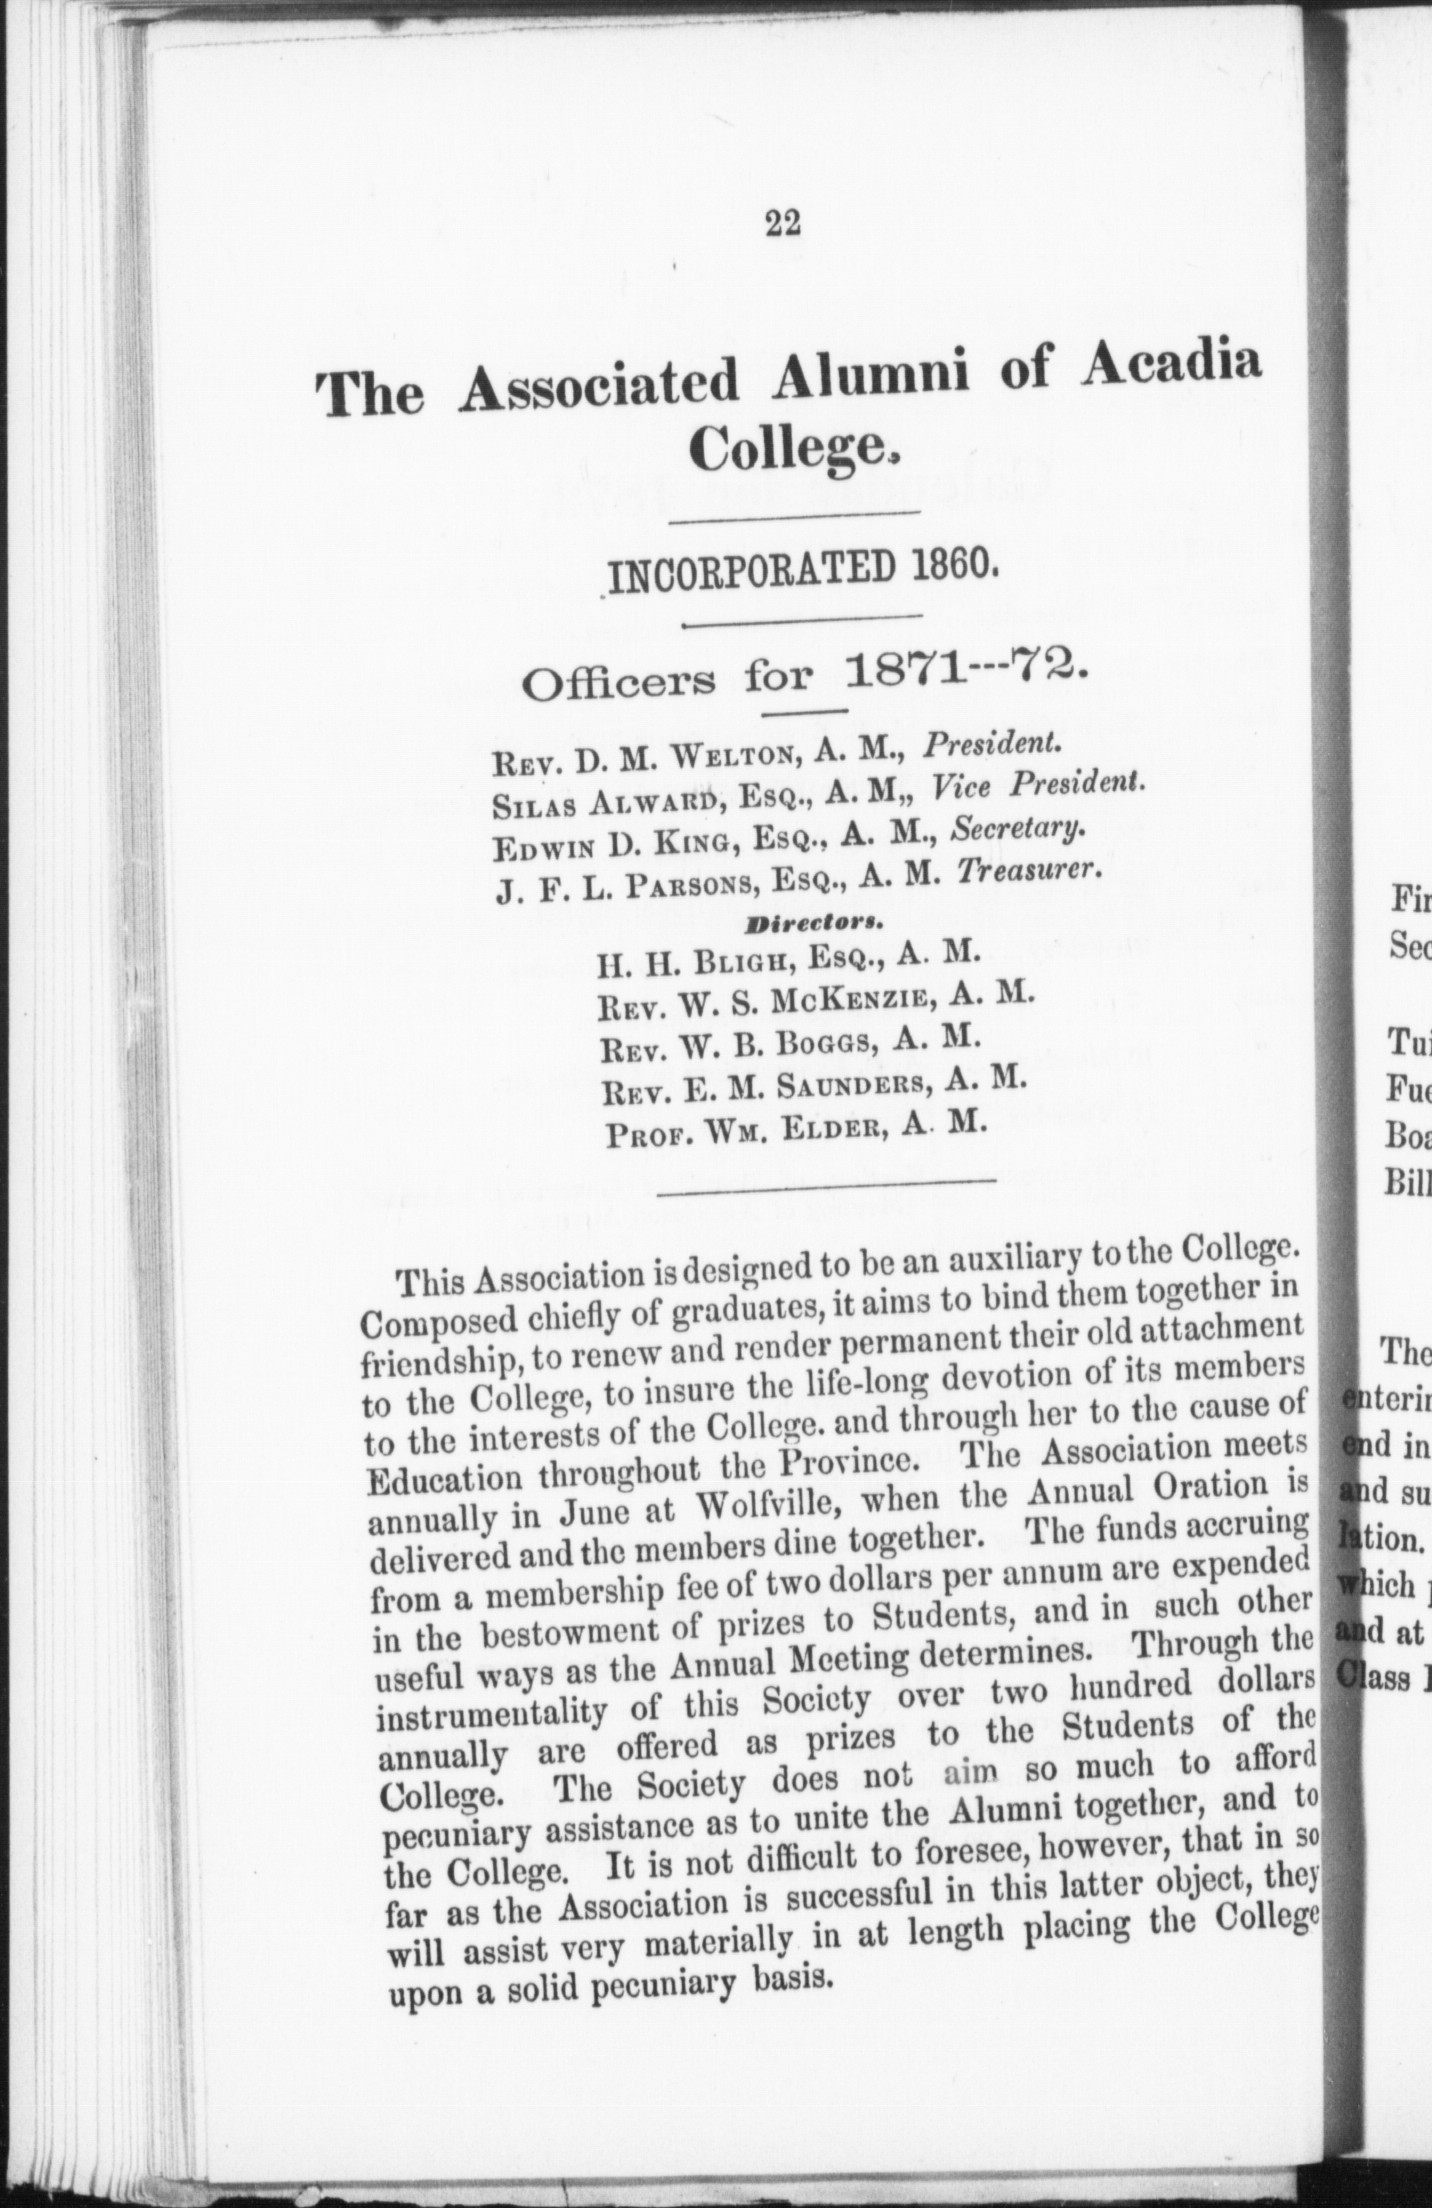 22
The Associated Alumni of Acadia
College.
INCORPORATED 1860.
Officers for 1871---72.
REV. D. M. WELTON, A. M., President.
SILAS ALWARD, ESQ., A. M,, Vice President.
EDWIN D. KING, ESQ., A. M., Secretary.
J. F. L. PARSONS, ESQ., A. M. Treasurer.
Directors.
H. H. BLIGH, ESQ., A. M.
REV. W. S. MCKENZIE, A. M.
REV. W. B. BOGGS, A. M.
REV. E. M. SAUNDERS, A. M.
PROF. WM. ELDER, A. M.
This Association is designed to be an auxiliary to the College.
Composed chiefly of graduates, it aims to bind them together in
friendship, to renew and render permanent their old attachment
to the College, to insure the life-long devotion of its members
to the interests of the College. and through her to the cause of
Education throughout the Province. The Association meets
annually in June at Wolfville, when the Annual Oration is
delivered and the members dine together. The funds accruing
from a membership fee of two dollars per annum are expended
in the bestowment of prizes to Students, and in such other
useful ways as the Annual Meeting determines. Through the
instrumentality of this Society over two hundred dollars
annually are offered as prizes to the Students of the
College. The Society does not aim so much to afford
pecuniary assistance as to unite the Alumni together, and to
the College. It is not difficult to foresee, however, that in so
far as the Association is successful in this latter object, they
will assist very materially in at length placing the College
upon a solid pecuniary basis.
Fir
Sec
Tui
Fue
Boa
Bill
The
enterin
end in
and su
lation.
which
and at
Class